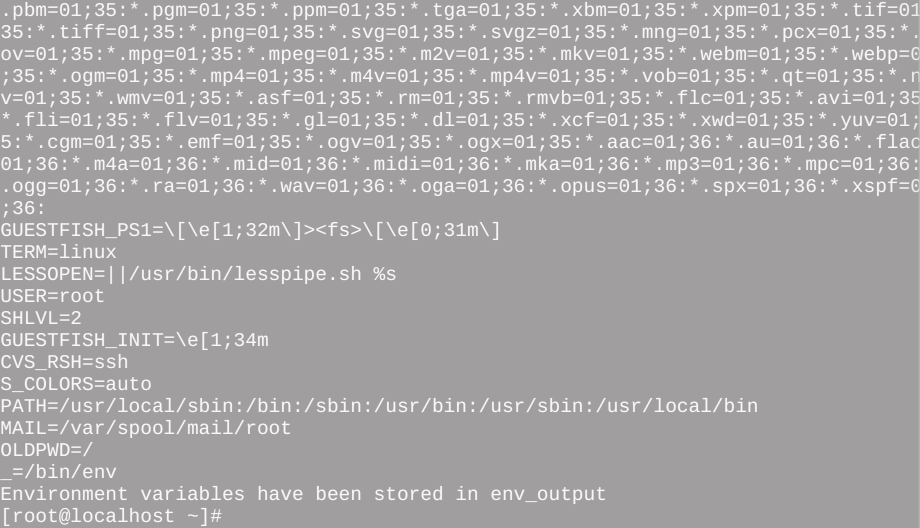 .pbm=01;35:*.pgm=01;35:*.ppm=01;35:*.tga=01;35:*.xbm=01;35:*.xpm=01;35:*.tif=01
35:*.tiff=01;35:*.png=01;35:*.svg=01;35:*.svgz=01;35:*.mng=01;35:*.pcx=01;35:*.
ov=01;35:*.mpg=01;35:*.mpeg=01;35:*.m2v=01;35:*.mkv=01;35:*.webm=01;35:*.webp=0
;35:*.ogm=01;35:*.mp4=01;35:*.m4v=01;35:*.mp4v=01;35:*.vob=01;35:*.qt=01;35:*.n
v=01;35:*.wmv=01;35:*.asf=01;35:*.rm=01;35:*.rmvb=01;35:*.flc=01;35:*.avi=01;35
*.fli=01;35:*.flv=01;35:*.gl=01;35:*.dl=01;35:*.xcf=01;35:*.xwd=01;35:*.yuv=01;
5:*.cgm=01;35:*.emf=01;35:*.ogv=01;35:*.ogx=01;35:*.aac=01;36:*.au=01;36:*.flac
01;36:*.m4a=01;36:*.mid=01;36:*.midi=01;36:*.mka=01;36:*.mp3=01;36:*.mpc=01;36:
.ogg=01;36:*.ra=01;36:*.wav=01;36:*.oga=01;36:*.opus=01;36:*.spx=01;36:*.xspf=0
;36:
GUESTFISH_PS1=\[\e[1;32m\]><fs>\[\e[0;31m\]
TERM=linux
LESSOPEN=||/usr/bin/lesspipe.sh %s
USER=root
SHLVL=2
GUESTFISH_INIT=\e[1;34m
CVS_RSH=ssh
S_COLORS=auto
PATH=/usr/local/sbin:/bin:/sbin:/usr/bin:/usr/sbin:/usr/local/bin
MAIL=/var/spool/mail/root
OLDPWD=/
_=/bin/env
Environment variables have been stored in env_output
[root@localhost ~]#